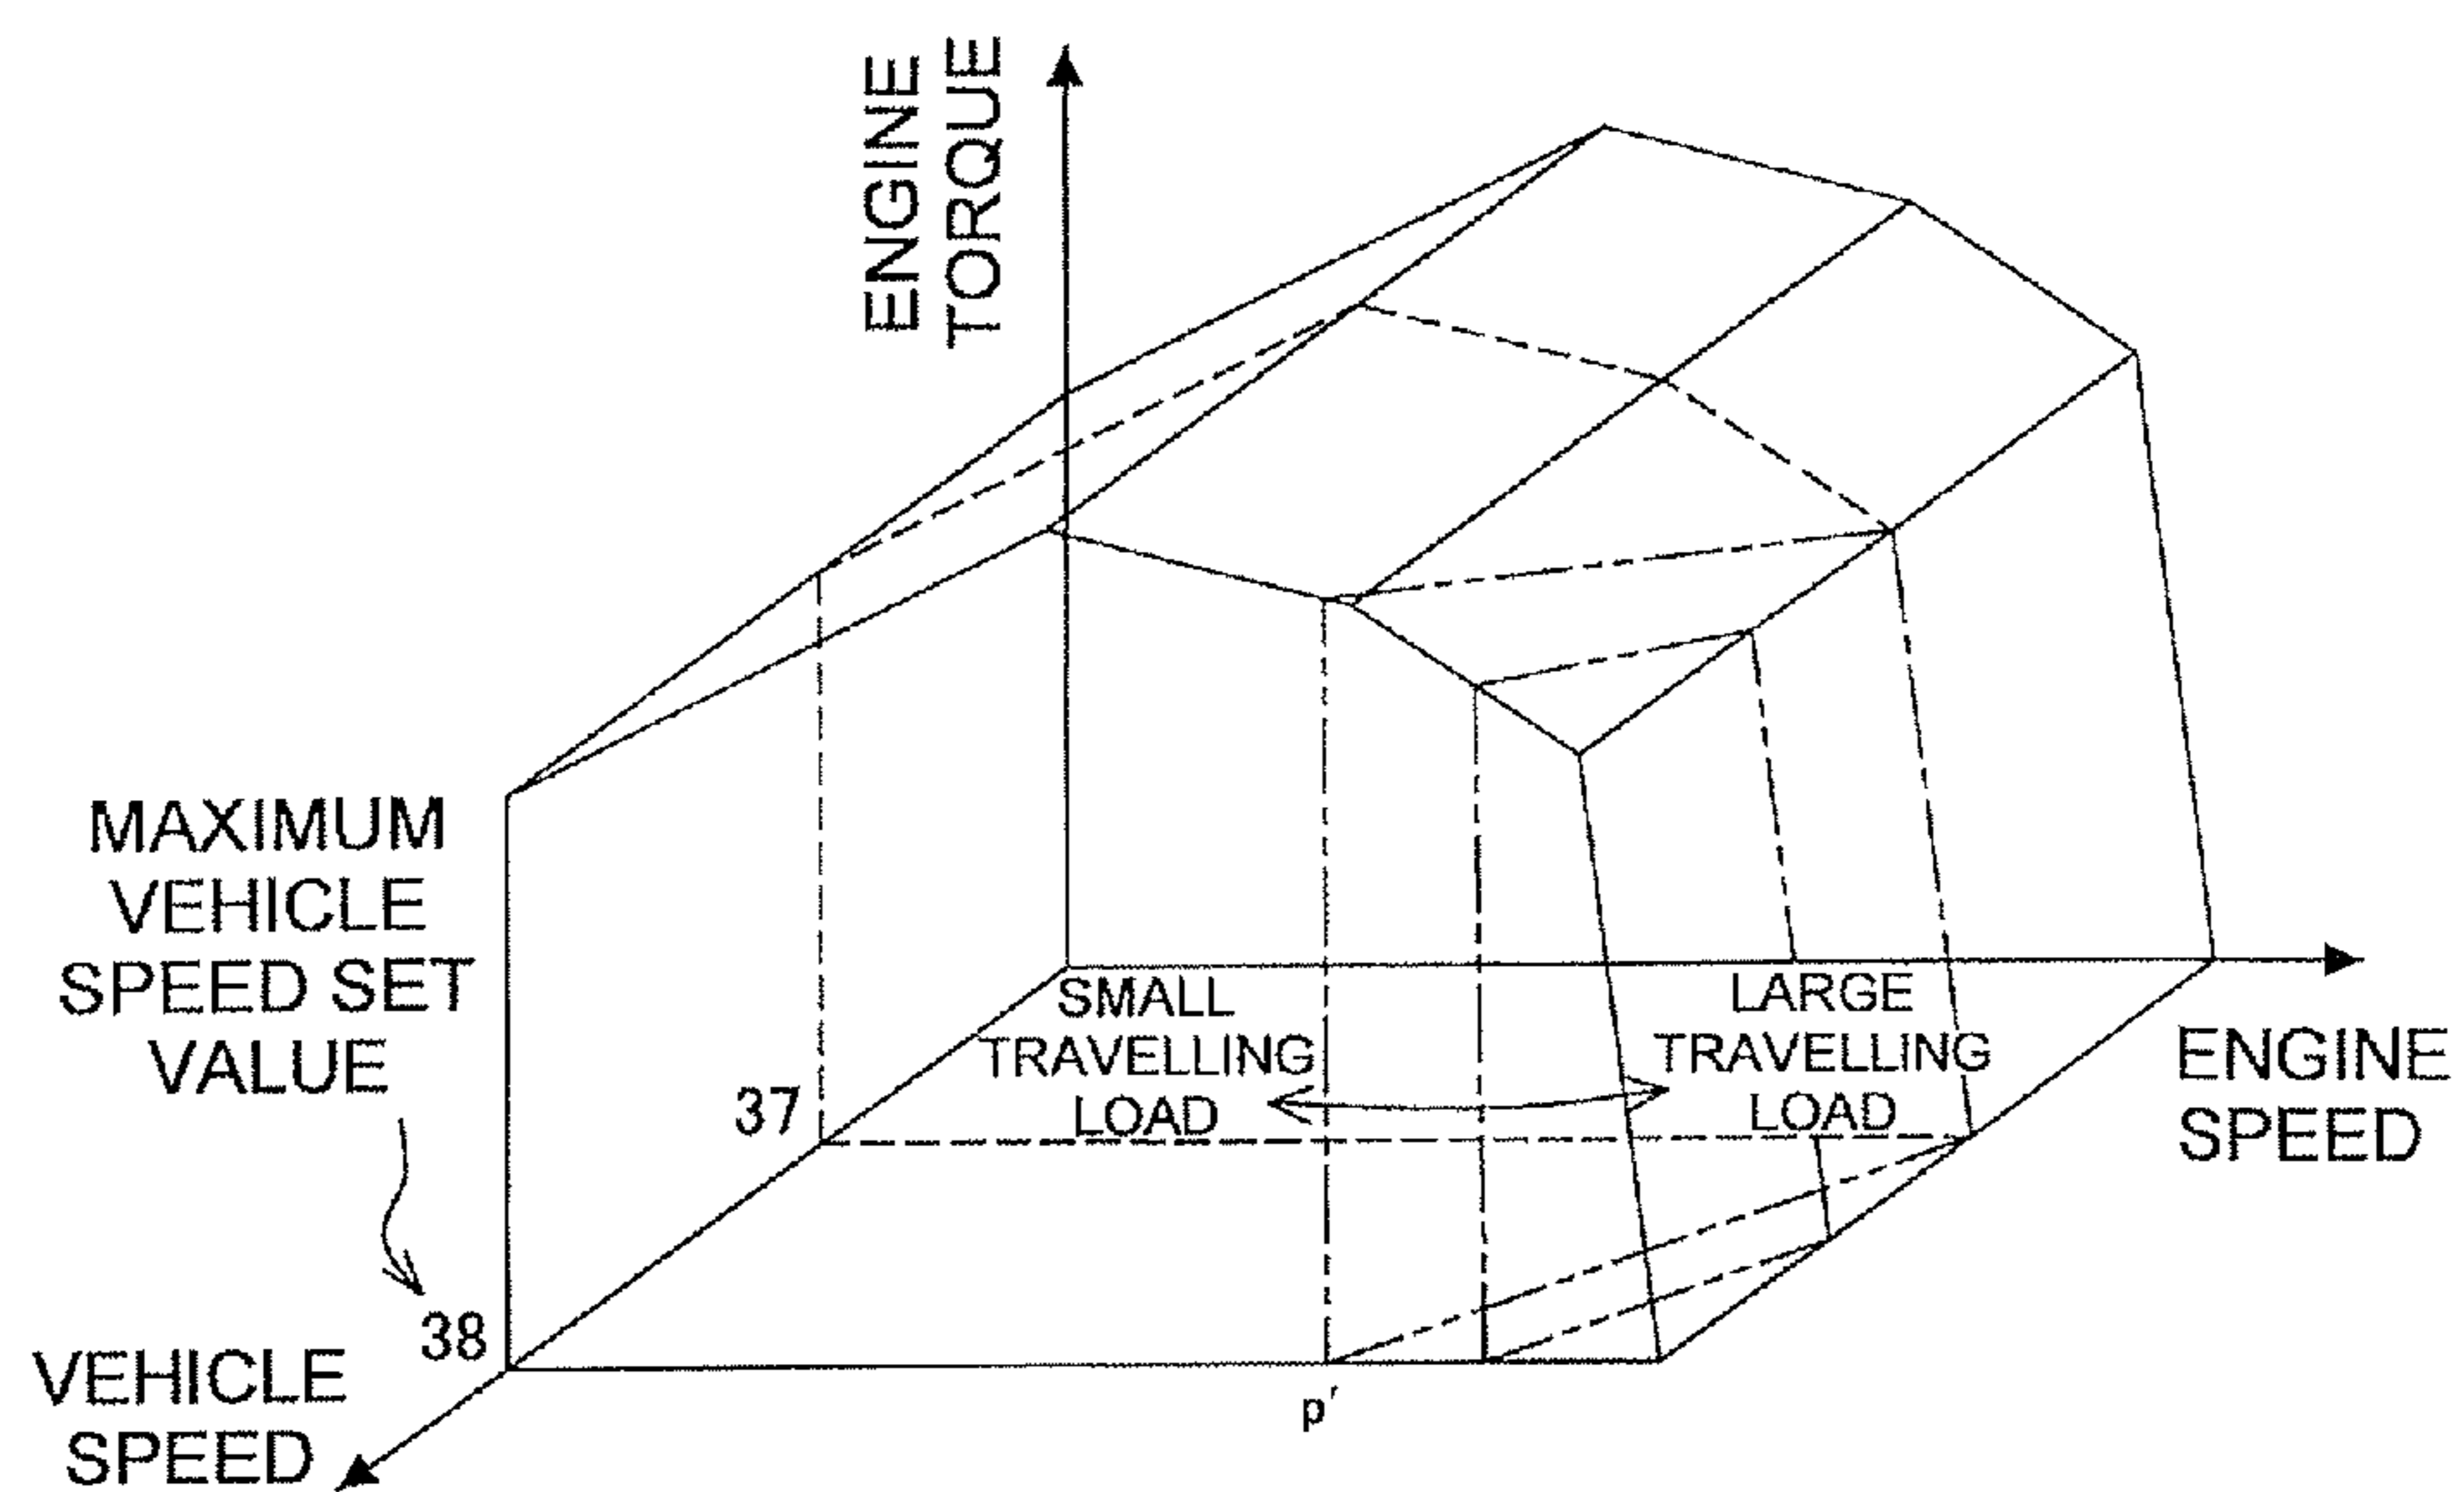 ENGINE
TORQUE
MAXIMUM
VEHICLE
SPEED SET
VALUE
SMALL
TRAVELLING
LOAD
LARGE
TRAVELLING
LOAD
ENGINE
SPEED
37
38
VEHICLE
SPEED
p′